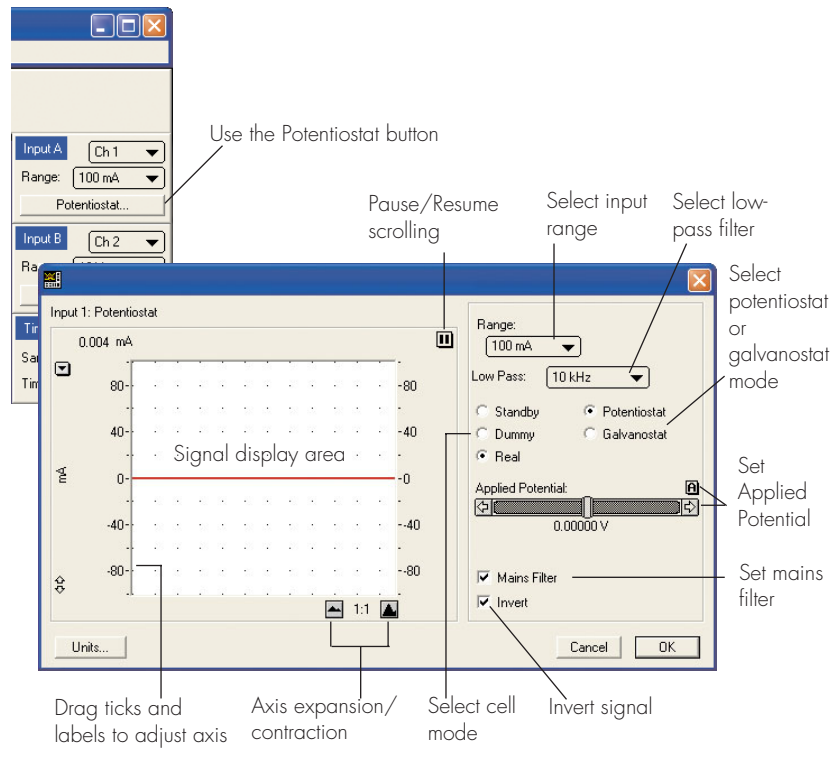 Use the Potentiostat button
Input A
Ch 1
Range:
100 mA
Potentiostat...
Input B
Ch 2
Pause/Resume
scrolling
Select input
range
Select low-
pass filter
Select
potentiostat
or
galvanostat
mode
Input 1: Potentiostat
0.004 mA
80
40
0
-40
-80
mA
Signal display area
80
40
0
-40
-80
1:1
Range:
100 mA
Low Pass:
10 kHz
Standby
Potentiostat
Dummy
Galvanostat
Real
Applied Potential:
A
0.00000 V
Set
Applied
Potential
Mains Filter
Set mains
filter
Invert
Units...
Cancel
OK
Drag ticks and
labels to adjust axis
Axis expansion/
contraction
Select cell
mode
Invert signal